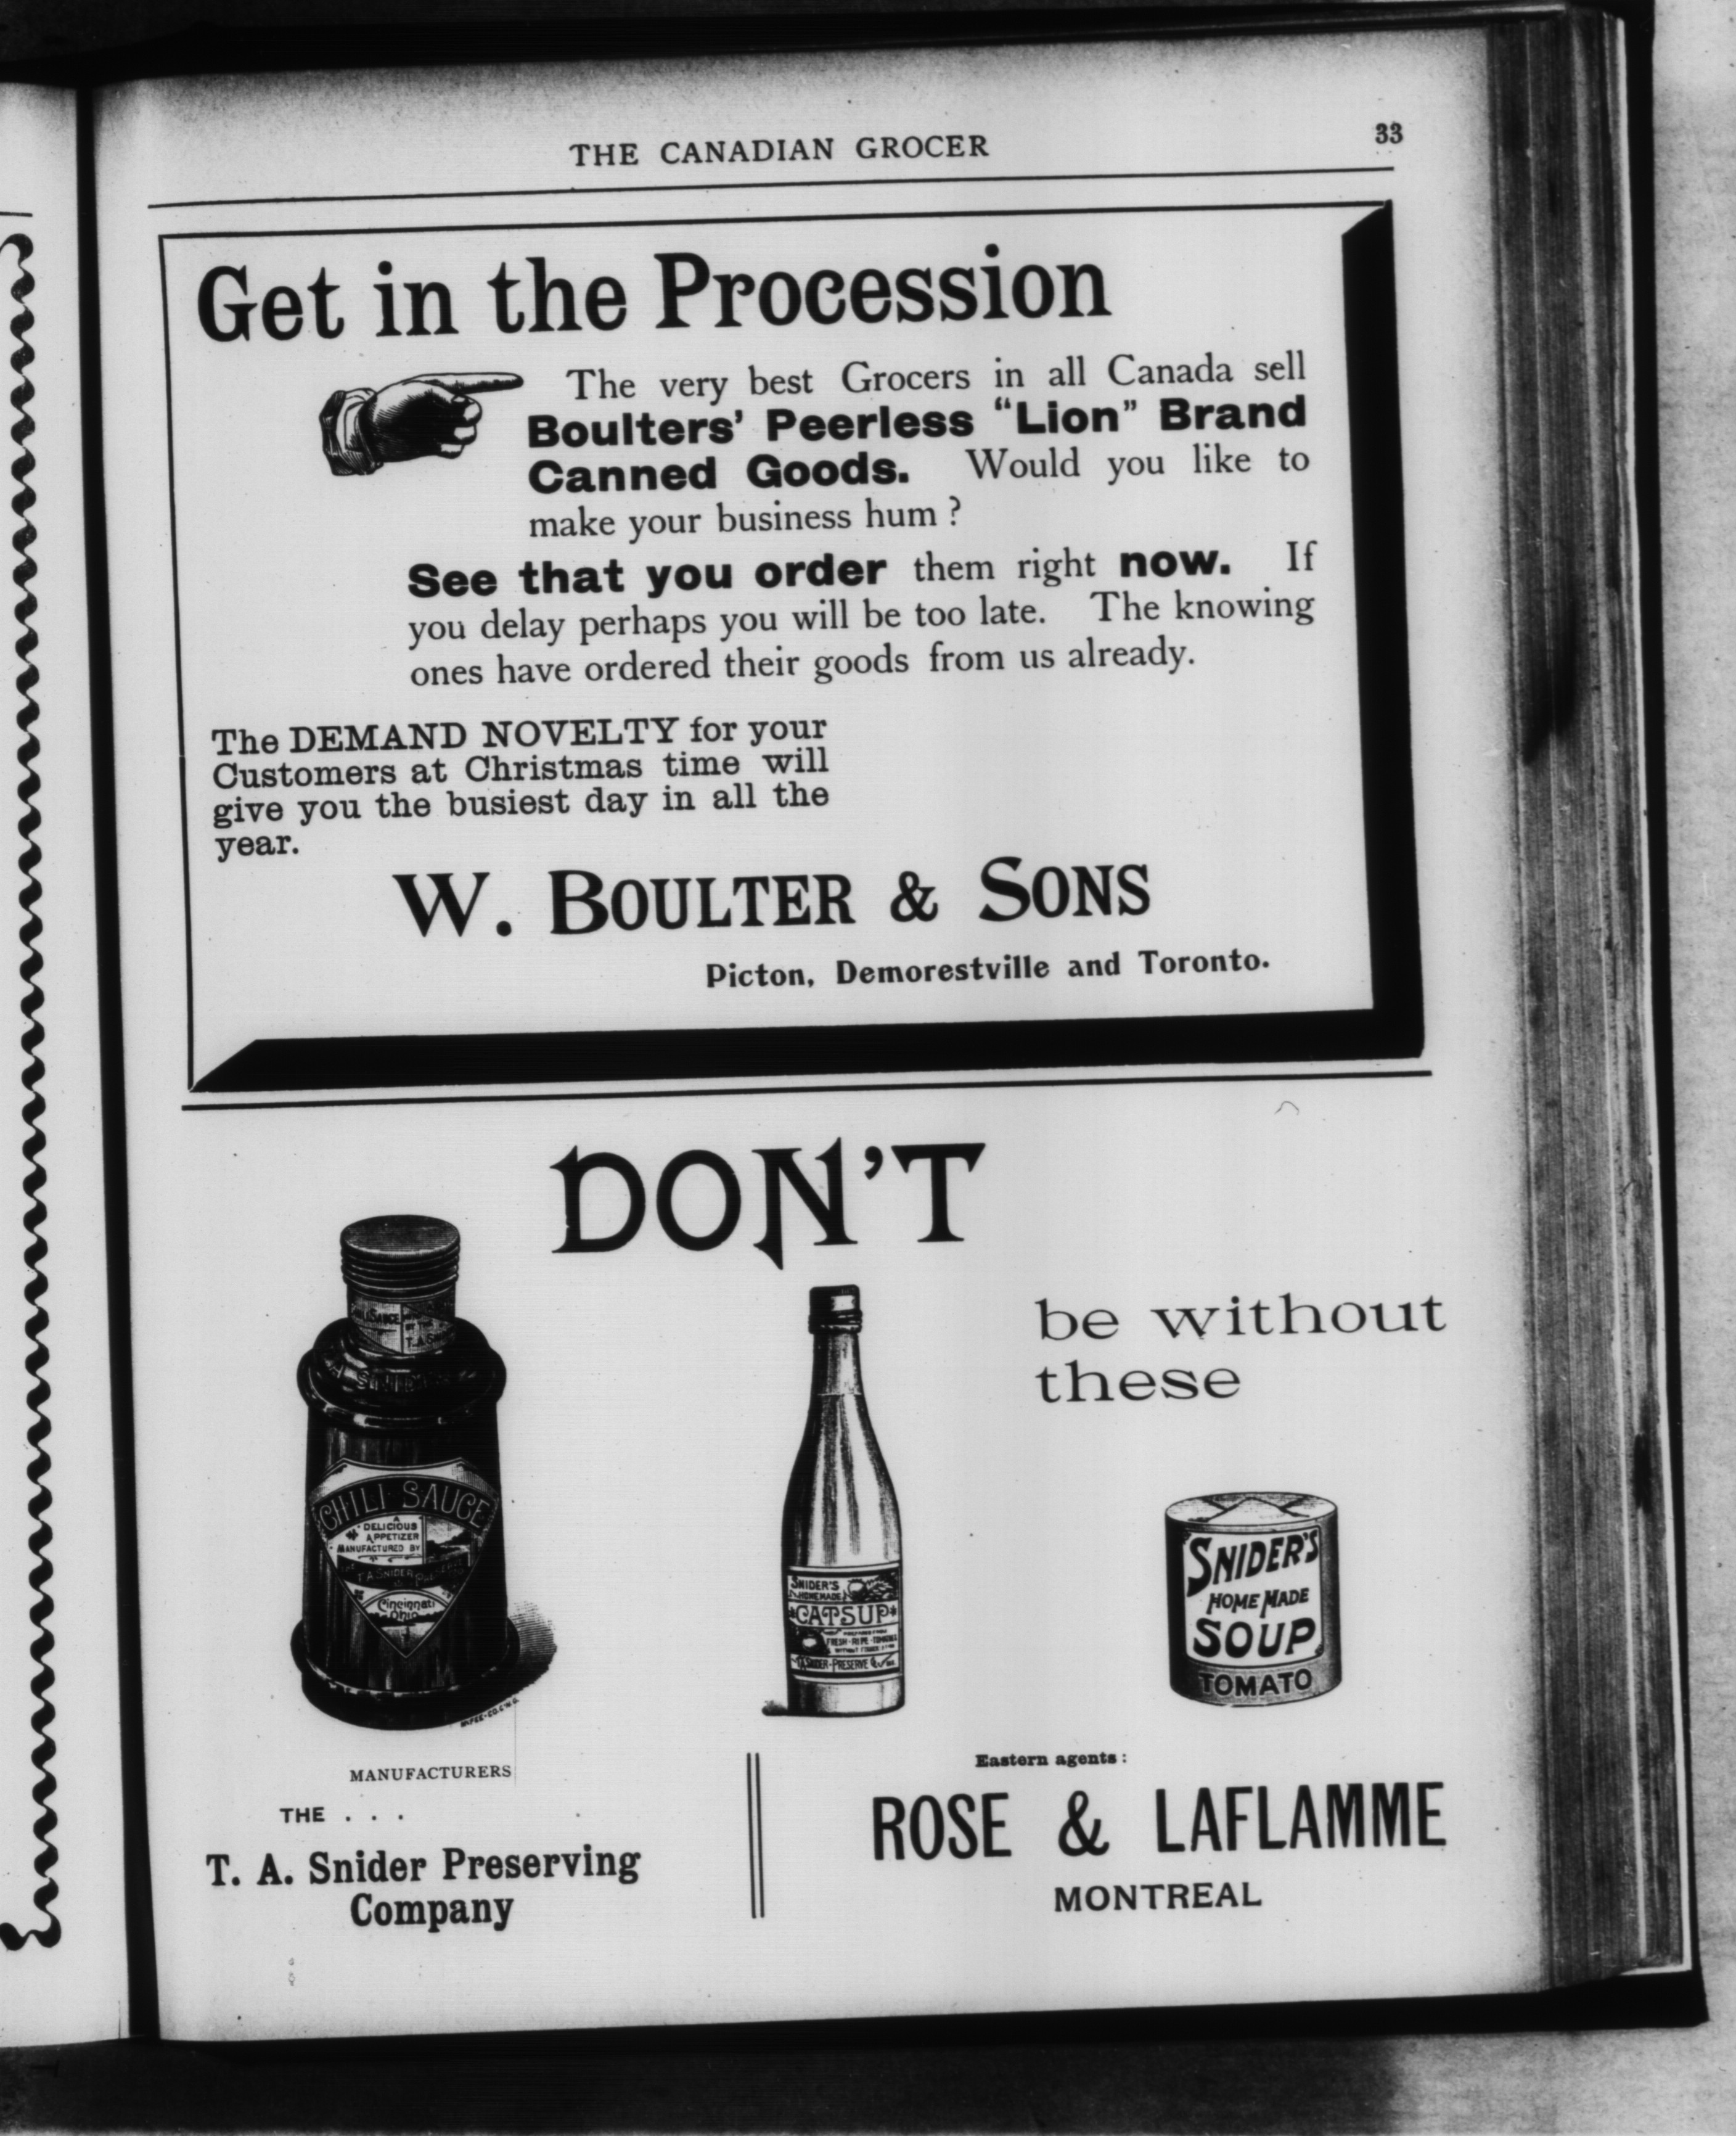 THE CANADIAN GROCER
33
Get in the Procession
The very best Grocers in all Canada sell
Boulters' Peerless "Lion" Brand
Canned Goods. Would you like to
make your business hum ?
See that you order them right now. If
you delay perhaps you will be too late. The knowing
ones have ordered their goods from us already.
The DEMAND NOVELTY for your
Customers at Christmas time will
give you the busiest day in all the
year.
W. BOULTER & SONS
Picton, Demorestville and Toronto.
DON'T
be without
these
CHILI SAUCE
A
DELICIOUS
APPETIZER
MANUFACTURED BY
T. A. SNIDER
Cincinnati
Ohio
SNIDER'S
HOMEMADE
CATSUP
SNIDER'S
HOME MADE
SOUP
TOMATO
MANUFACTURERS
THE . . .
T. A. Snider Preserving
Company
Eastern agents :
ROSE & LAFLAMME
MONTREAL